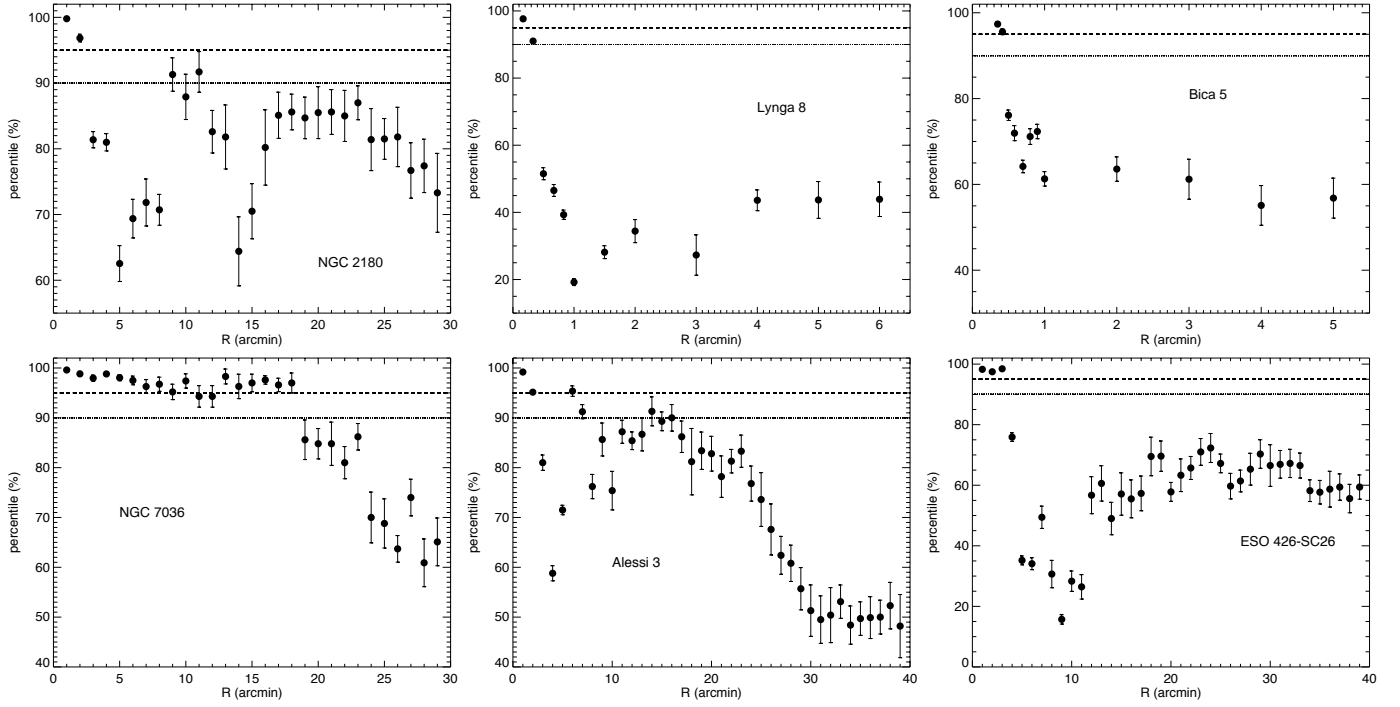 percentile (%)
100
90
80
70
60
NGC 2180
0 5 10 15 20 25 30
R (arcmin)
percentile (%)
100
80
60
40
20
Lynga 8
0 1 2 3 4 5 6
R (arcmin)
percentile (%)
100
80
60
40
Bica 5
0 1 2 3 4 5
R (arcmin)
percentile (%)
100
90
80
70
60
50
40
NGC 7036
0 5 10 15 20 25 30
R (arcmin)
percentile (%)
100
90
80
70
60
50
40
Alessi 3
0 10 20 30 40
R (arcmin)
percentile (%)
100
80
60
40
20
0
ESO 426-SC26
0 10 20 30 40
R (arcmin)